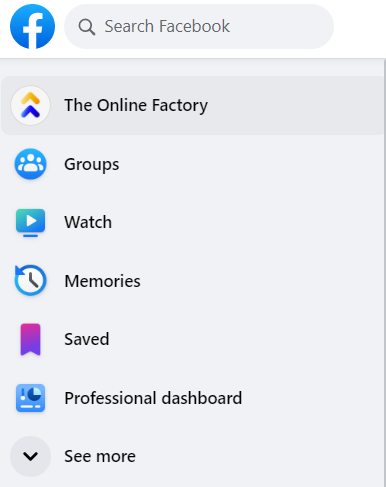 Search Facebook
The Online Factory
Groups
Watch
Memories
Saved
Professional dashboard
See more